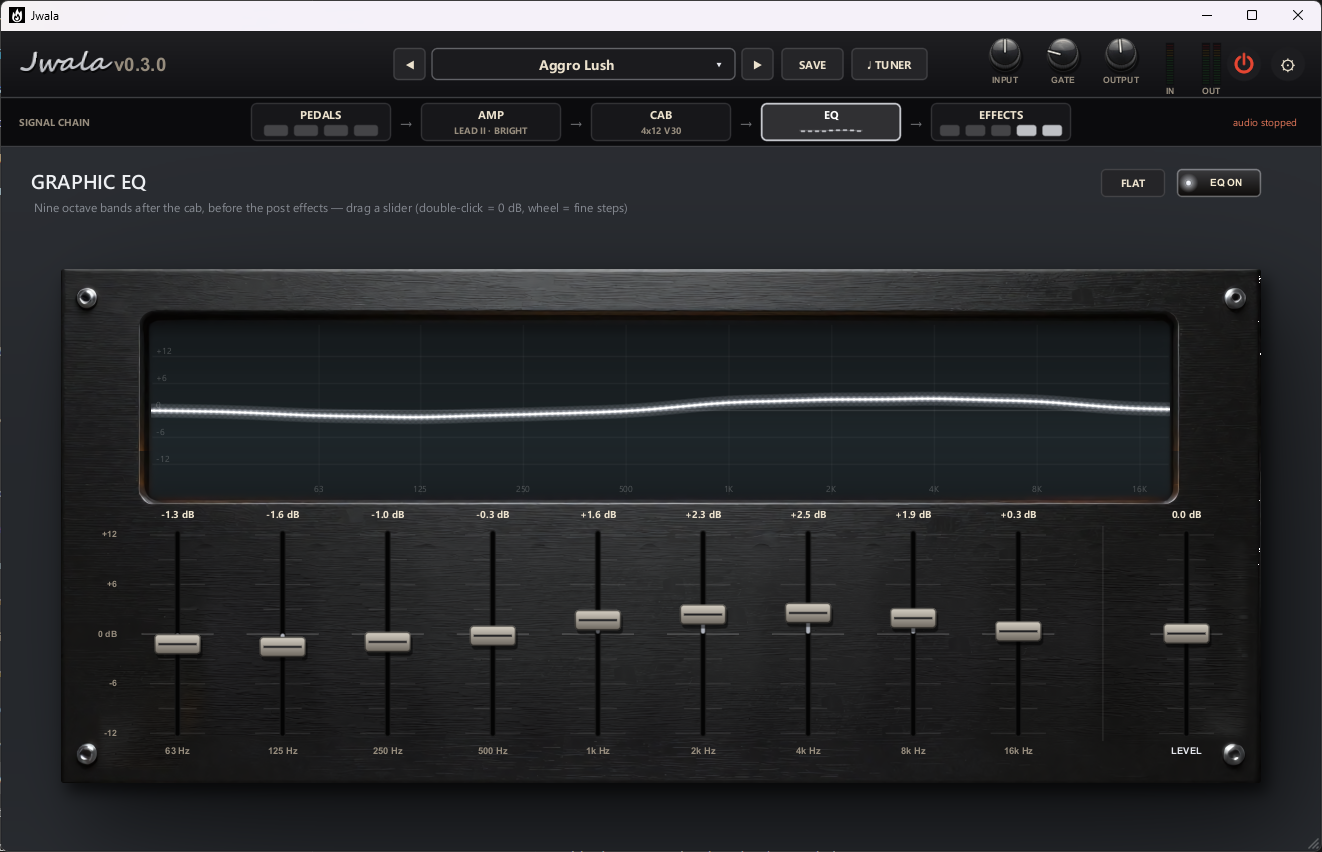 Jwala
Jwala v0.3.0
◀
Aggro Lush ▾
▶
SAVE
♩ TUNER
INPUT
GATE
OUTPUT
IN
OUT
SIGNAL CHAIN
PEDALS
→
AMP
LEAD II · BRIGHT
→
CAB
4x12 V30
→
EQ
→
EFFECTS
audio stopped
GRAPHIC EQ
FLAT
EQ ON
Nine octave bands after the cab, before the post effects — drag a slider (double-click = 0 dB, wheel = fine steps)
+12
+6
0
-6
-12
63 125 250 500 1K 2K 4K 8K 16K
-1.3 dB -1.6 dB -1.0 dB -0.3 dB +1.6 dB +2.3 dB +2.5 dB +1.9 dB +0.3 dB 0.0 dB
+12
+6
0 dB
-6
-12
63 Hz 125 Hz 250 Hz 500 Hz 1k Hz 2k Hz 4k Hz 8k Hz 16k Hz LEVEL